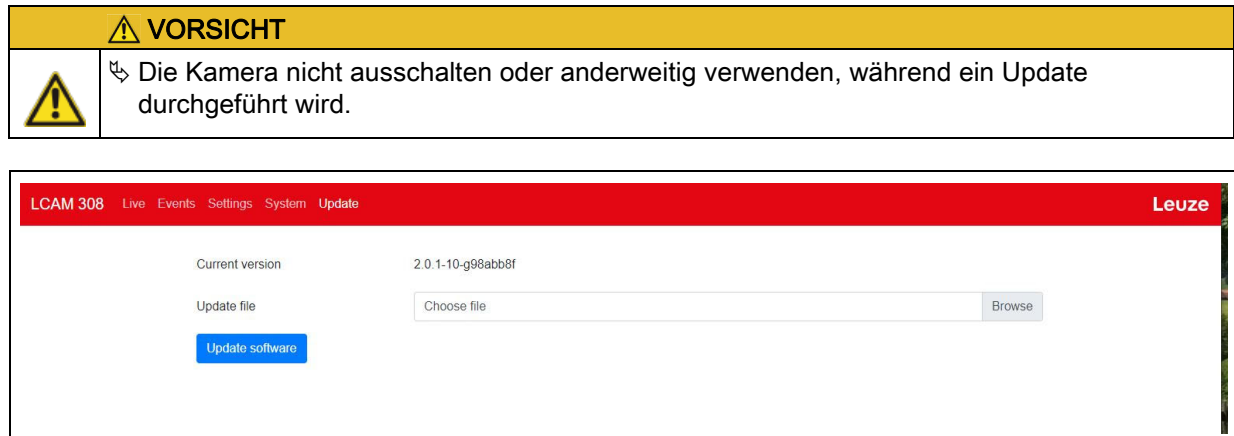 ⚠ VORSICHT
↪ Die Kamera nicht ausschalten oder anderweitig verwenden, während ein Update
durchgeführt wird.
LCAM 308 Live Events Settings System Update Leuze
Current version 2.0.1-10-g98abb8f
Update file Choose file Browse
Update software